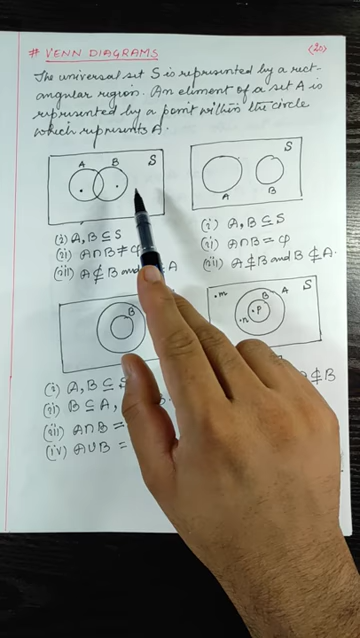 # VENN DIAGRAMS (20)
The universal set S is represented by a rect-
angular region. An element of a set A is
represented by a point within the circle
which represents A.
A B S
S
A B
(i) A, B ⊆ S
(ii) A∩B ≠ φ
(iii) A ⊄ B and A
(i) A, B ⊆ S
(ii) A∩B = φ
(iii) A ⊄ B and B ⊄ A.
B
.m B A S
.n .p
(i) A, B ⊆ S
(ii) B ⊆ A,
(iii) A∩B =
(iv) A∪B =
⊄ B